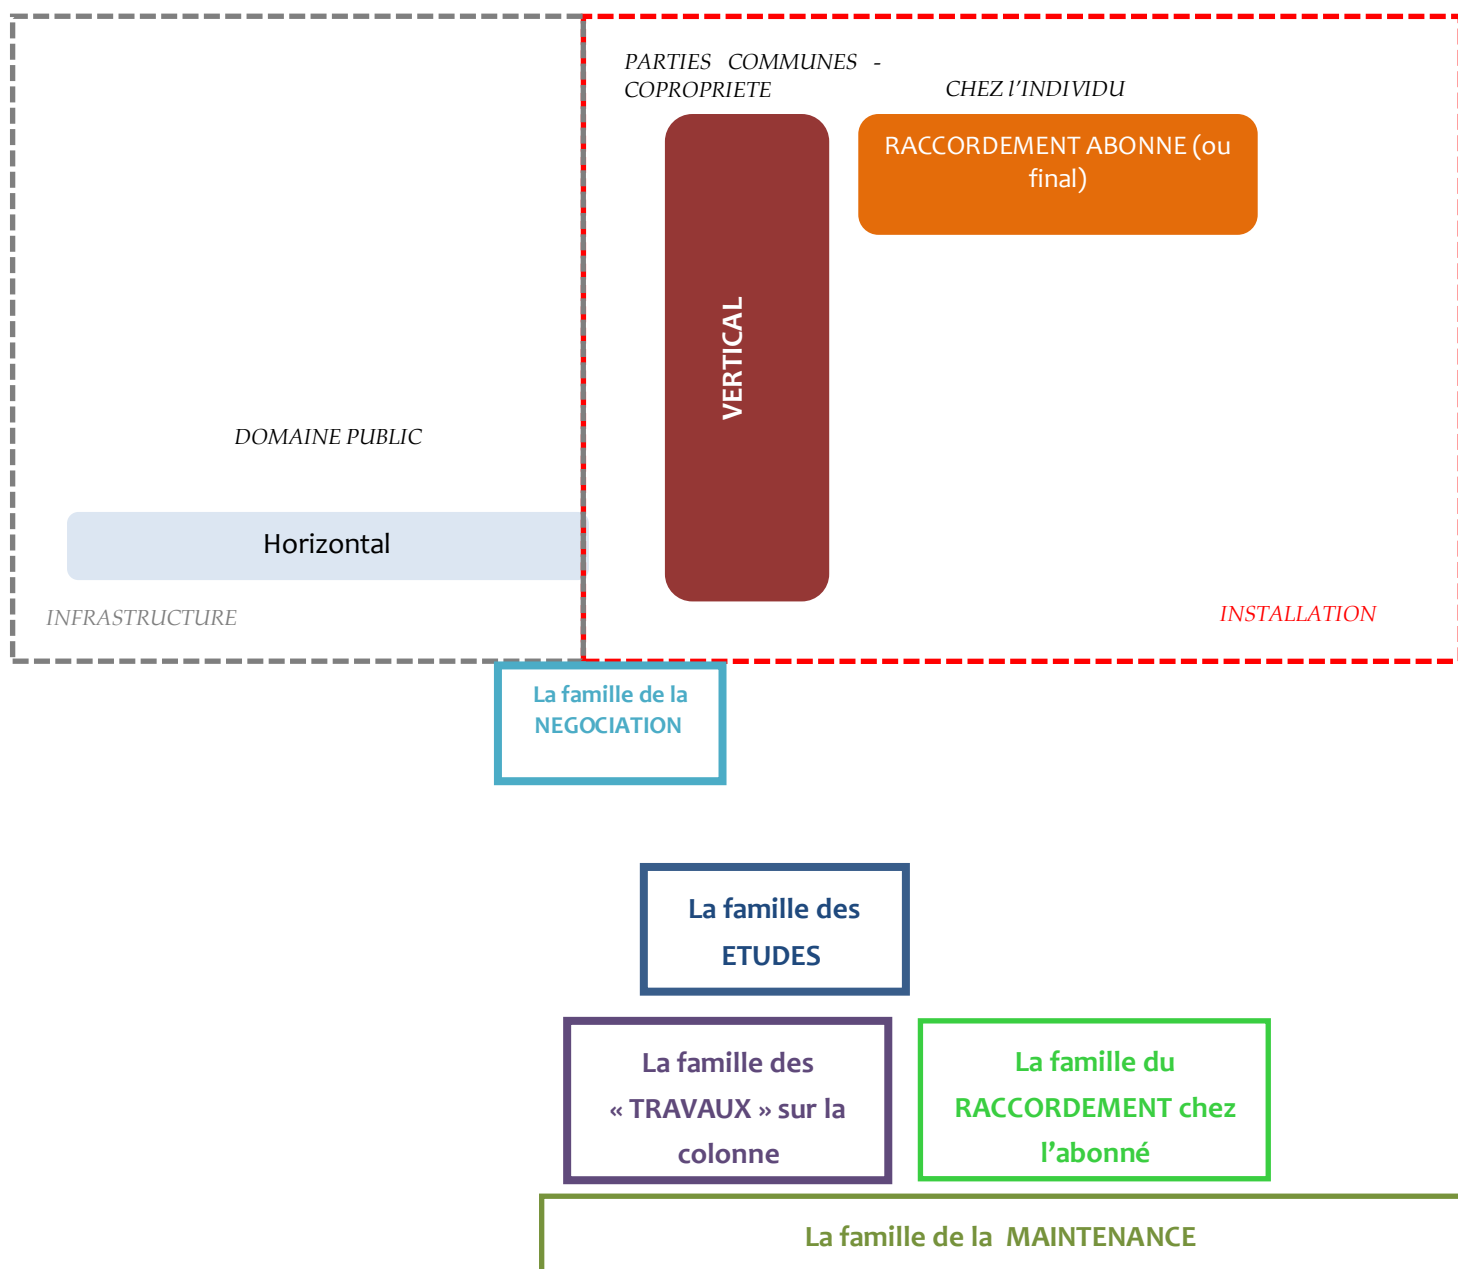 PARTIES COMMUNES -
COPROPRIETE
CHEZ l'INDIVIDU
RACCORDEMENT ABONNE (ou
final)
VERTICAL
DOMAINE PUBLIC
Horizontal
INFRASTRUCTURE
INSTALLATION
La famille de la
NEGOCIATION
La famille des
ETUDES
La famille des
« TRAVAUX » sur la
colonne
La famille du
RACCORDEMENT chez
l’abonné
La famille de la MAINTENANCE